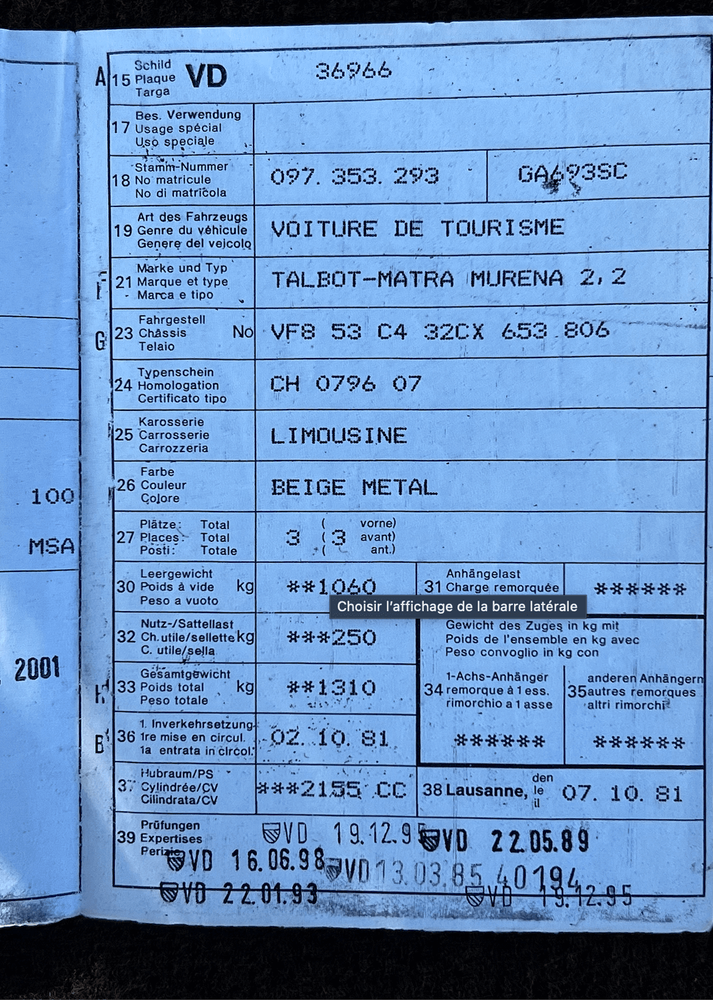 A 15 Schild Plaque Targa VD 36966
17 Bes. Verwendung
Usage spécial
Uso speciale
18 Stamm-Nummer
No matricule 097. 353. 293 GA693SC
No di matricola
19 Art des Fahrzeugs
Genre du véhicule VOITURE DE TOURISME
Genere del veicolo
21 Marke und Typ
Marque et type TALBOT-MATRA MURENA 2,2
Marca e tipo
G 23 Fahrgestell
Châssis No VF8 53 C4 32CX 653 806
Telaio
24 Typenschein
Homologation CH 0796 07
Certificato tipo
25 Karosserie
Carrosserie LIMOUSINE
Carrozzeria
26 Farbe
Couleur BEIGE METAL
Colore
100
27 Plätze: Total ( vorne)
Places: Total 3 (3 avant)
Posti: Totale ( ant.)
MSA
30 Leergewicht
Poids à vide kg **1060
Peso a vuoto
31 Anhängelast
Charge remorquée ******
Choisir l'affichage de la barre latérale
32 Nutz-/Sattellast
Ch. utile/sellette kg ***250
C. utile/sella
Gewicht des Zuges in kg mit
Poids de l'ensemble en kg avec
Peso convoglio in kg con
2001
33 Gesamtgewicht
Poids total kg **1310
Peso totale
34 1-Achs-Anhänger
remorque à 1 ess.
rimorchio a 1 asse
******
35 anderen Anhängern
autres remorques
altri rimorchi
******
B 36 1. Inverkehrsetzung
1re mise en circul. 02. 10. 81
1a entrata in circol.
37 Hubraum/PS
Cylindrée/CV ***2155 CC
Cilindrata/CV
38 Lausanne, den le il 07. 10. 81
39 Prüfungen
Expertises
Perizie
VD 19.12.95 VD 22.05.89
VD 16.06.98 VD 13.03.85 40194
VD 22.01.93 VD 19.12.95